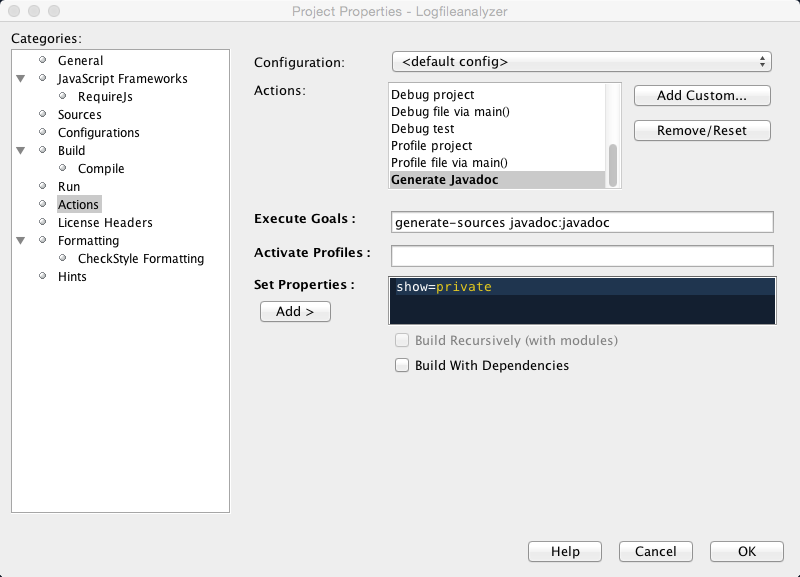 Project Properties - Logfileanalyzer
Categories:
General
JavaScript Frameworks
RequireJs
Sources
Configurations
Build
Compile
Run
Actions
License Headers
Formatting
CheckStyle Formatting
Hints
Configuration:
<default config>
Actions:
Debug project
Debug file via main()
Debug test
Profile project
Profile file via main()
Generate Javadoc
Add Custom...
Remove/Reset
Execute Goals :
generate-sources javadoc:javadoc
Activate Profiles :
Set Properties :
show=private
Add >
Build Recursively (with modules)
Build With Dependencies
Help
Cancel
OK